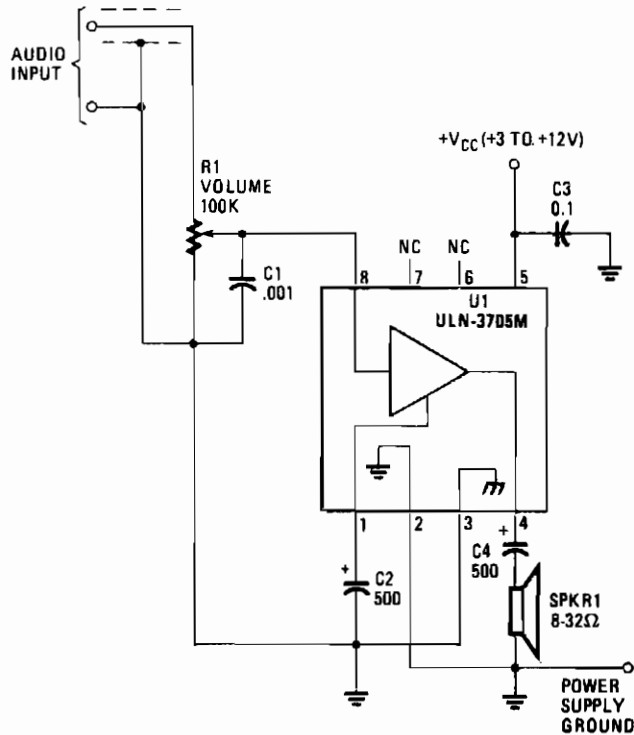 AUDIO
INPUT
+VCC (+3 TO. +12V)
R1
VOLUME
100K
C3
0.1
C1
.001
NC
NC
8
7
6
5
U1
ULN-3705M
1
2
3
4
+
C2
500
+
C4
500
SPKR1
8-32Ω
POWER
SUPPLY
GROUND